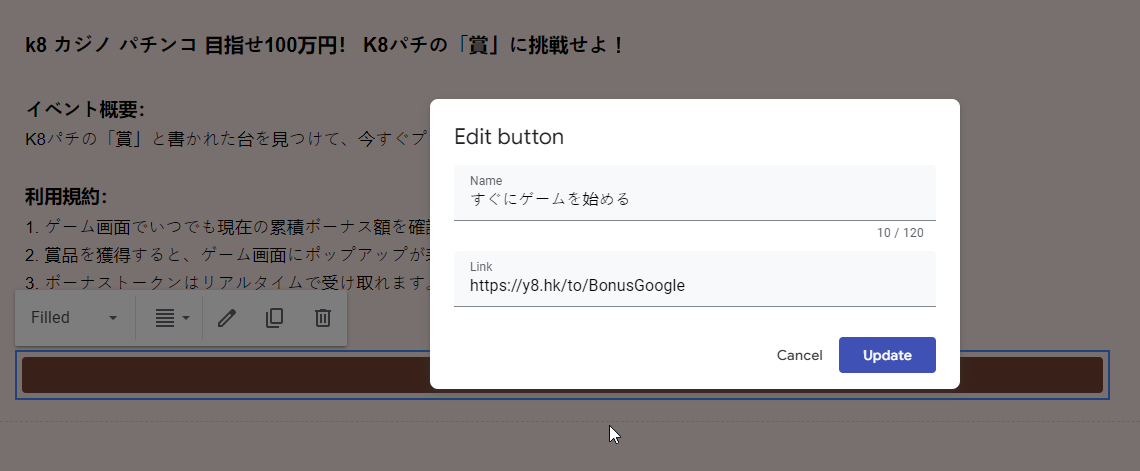 k8 カジノ パチンコ 目指せ100万円！ K8パチの「賞」に挑戦せよ！
イベント概要：
K8パチの「賞」と書かれた台を見つけて、今すぐプ
利用規約：
1. ゲーム画面でいつでも現在の累積ボーナス額を確
2. 賞品を獲得すると、ゲーム画面にポップアップが
3. ボーナストークンはリアルタイムで受け取れます。
Filled
Edit button
Name
すぐにゲームを始める
10 / 120
Link
https://y8.hk/to/BonusGoogle
Cancel
Update